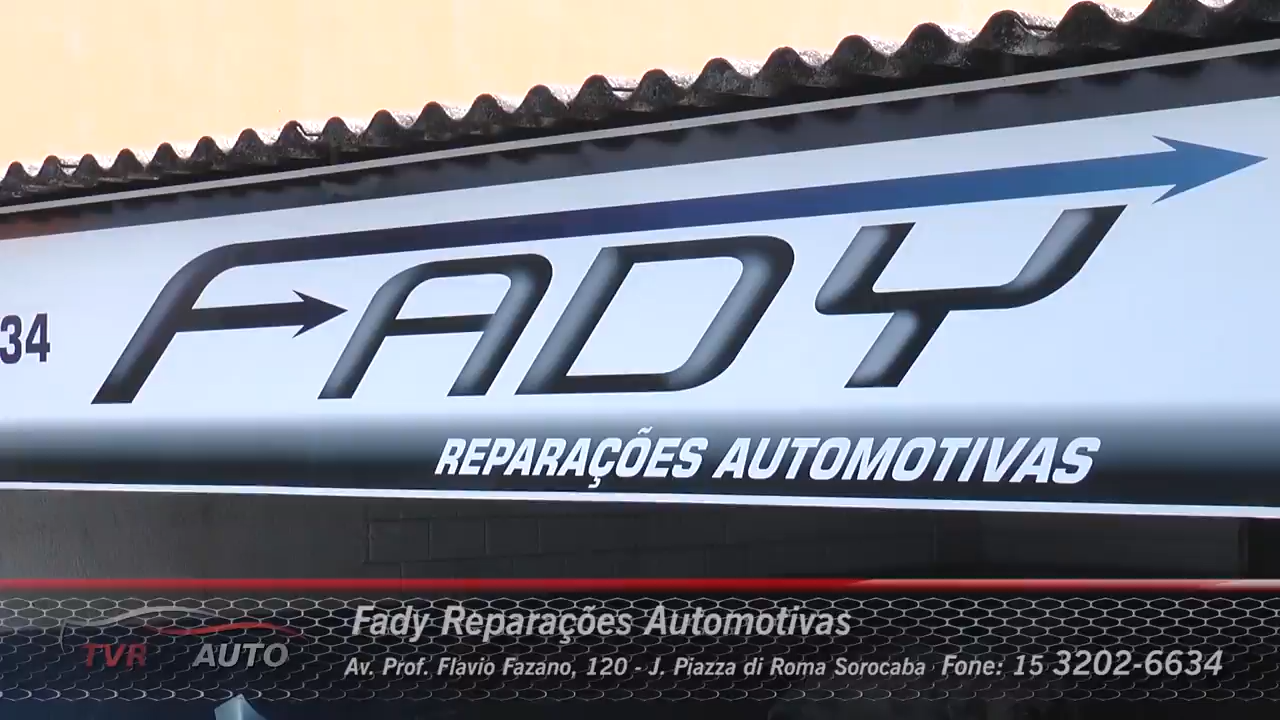 34
FADY
REPARAÇÕES AUTOMOTIVAS
Fady Reparações Automotivas
TVR AUTO
Av. Prof. Flavio Fazano, 120 - J. Piazza di Roma Sorocaba Fone: 15 3202-6634